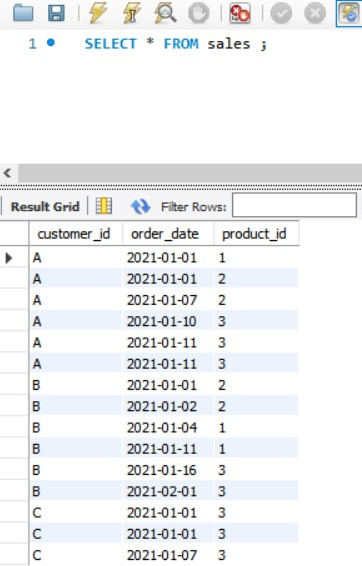 1 SELECT * FROM sales ;
Result Grid Filter Rows:
customer_id order_date product_id
A 2021-01-01 1
A 2021-01-01 2
A 2021-01-07 2
A 2021-01-10 3
A 2021-01-11 3
A 2021-01-11 3
B 2021-01-01 2
B 2021-01-02 2
B 2021-01-04 1
B 2021-01-11 1
B 2021-01-16 3
B 2021-02-01 3
C 2021-01-01 3
C 2021-01-01 3
C 2021-01-07 3